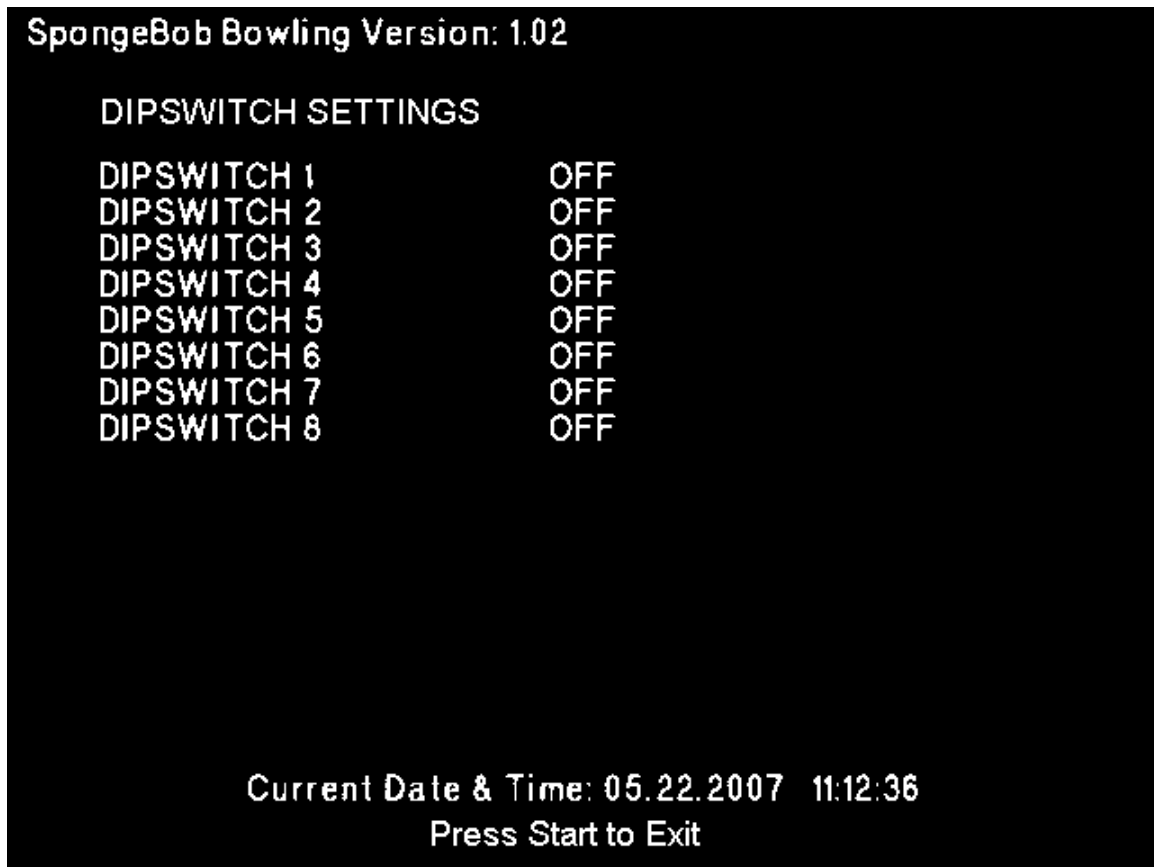 SpongeBob Bowling Version: 1.02
DIPSWITCH SETTINGS
DIPSWITCH 1 OFF
DIPSWITCH 2 OFF
DIPSWITCH 3 OFF
DIPSWITCH 4 OFF
DIPSWITCH 5 OFF
DIPSWITCH 6 OFF
DIPSWITCH 7 OFF
DIPSWITCH 8 OFF
Current Date & Time: 05.22.2007 11:12:36
Press Start to Exit